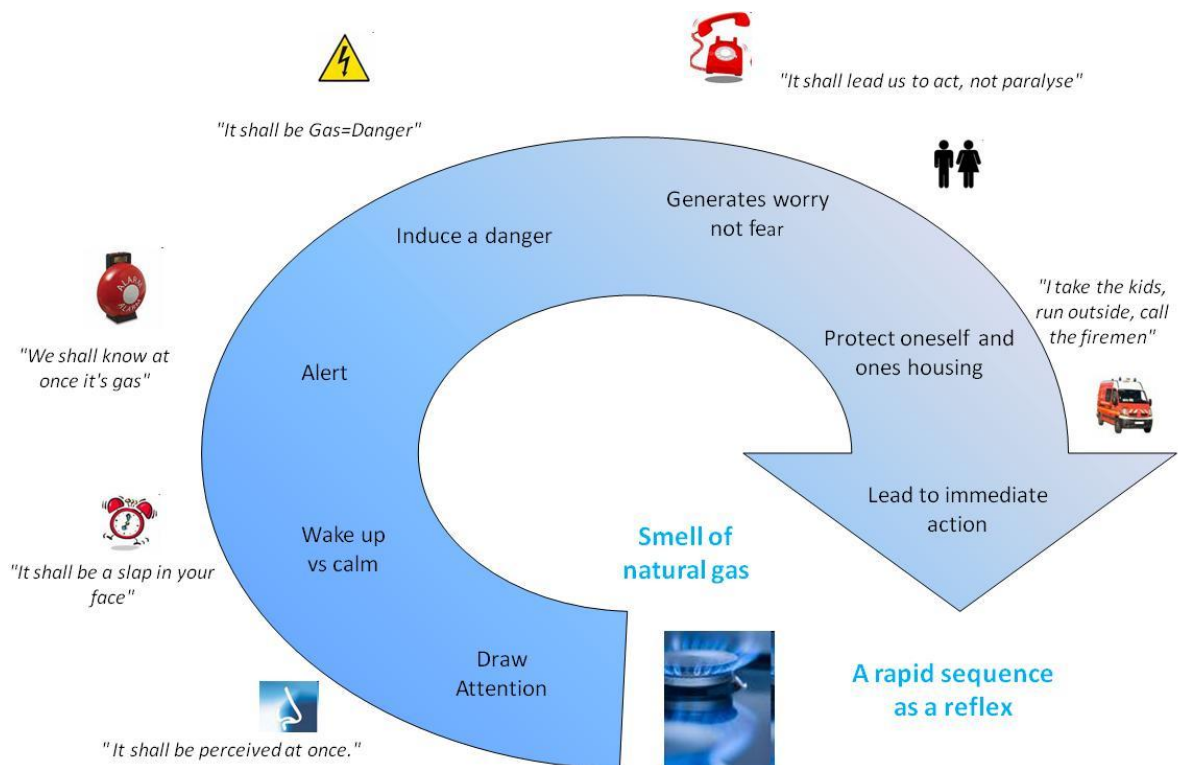 "It shall lead us to act, not paralyse"
"It shall be Gas=Danger"
Generates worry
not fear
Induce a danger
"I take the kids,
run outside, call
the firemen"
Protect oneself and
ones housing
ALARM
"We shall know at
once it's gas"
Alert
Lead to immediate
action
Wake up
vs calm
Smell of
natural gas
"It shall be a slap in your
face"
Draw
Attention
A rapid sequence
as a reflex
"It shall be perceived at once."